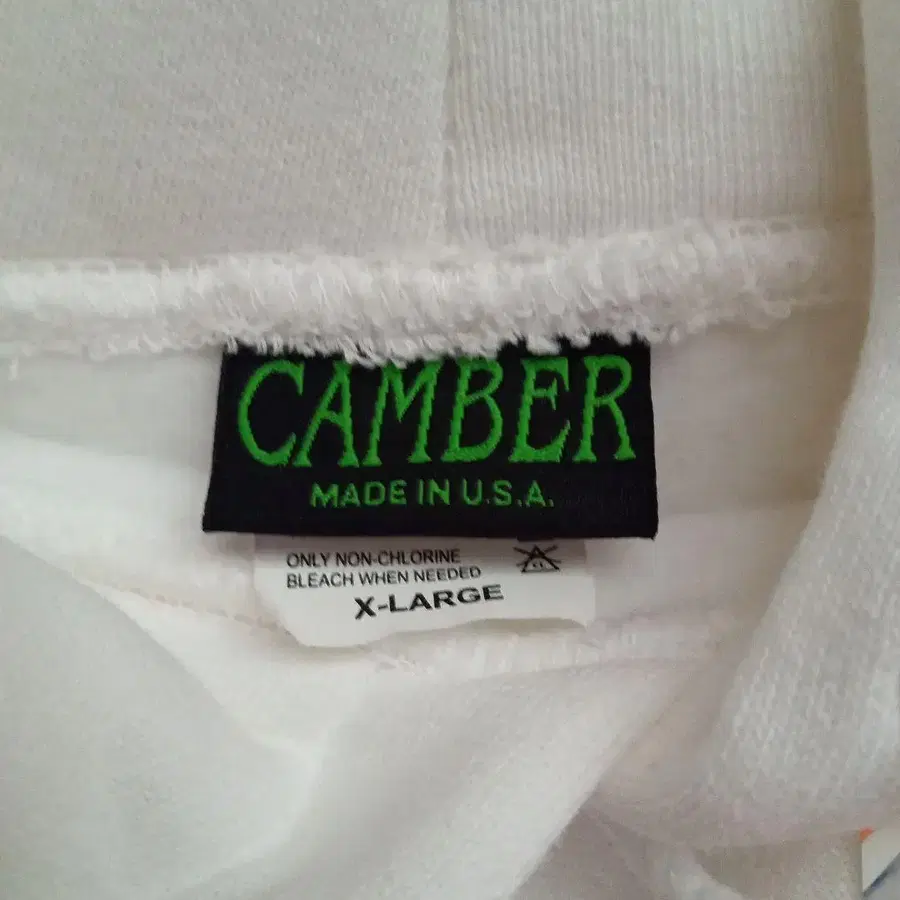 CAMBER
MADE IN U.S.A.
ONLY NON-CHLORINE
BLEACH WHEN NEEDED
X-LARGE